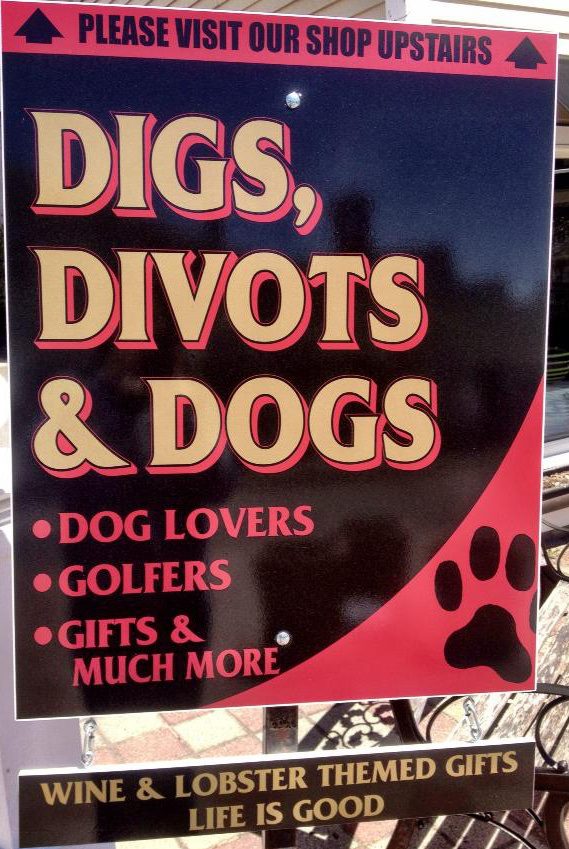 PLEASE VISIT OUR SHOP UPSTAIRS
DIGS,
DIVOTS
& DOGS
• DOG LOVERS
• GOLFERS
• GIFTS &
MUCH MORE
WINE & LOBSTER THEMED GIFTS
LIFE IS GOOD